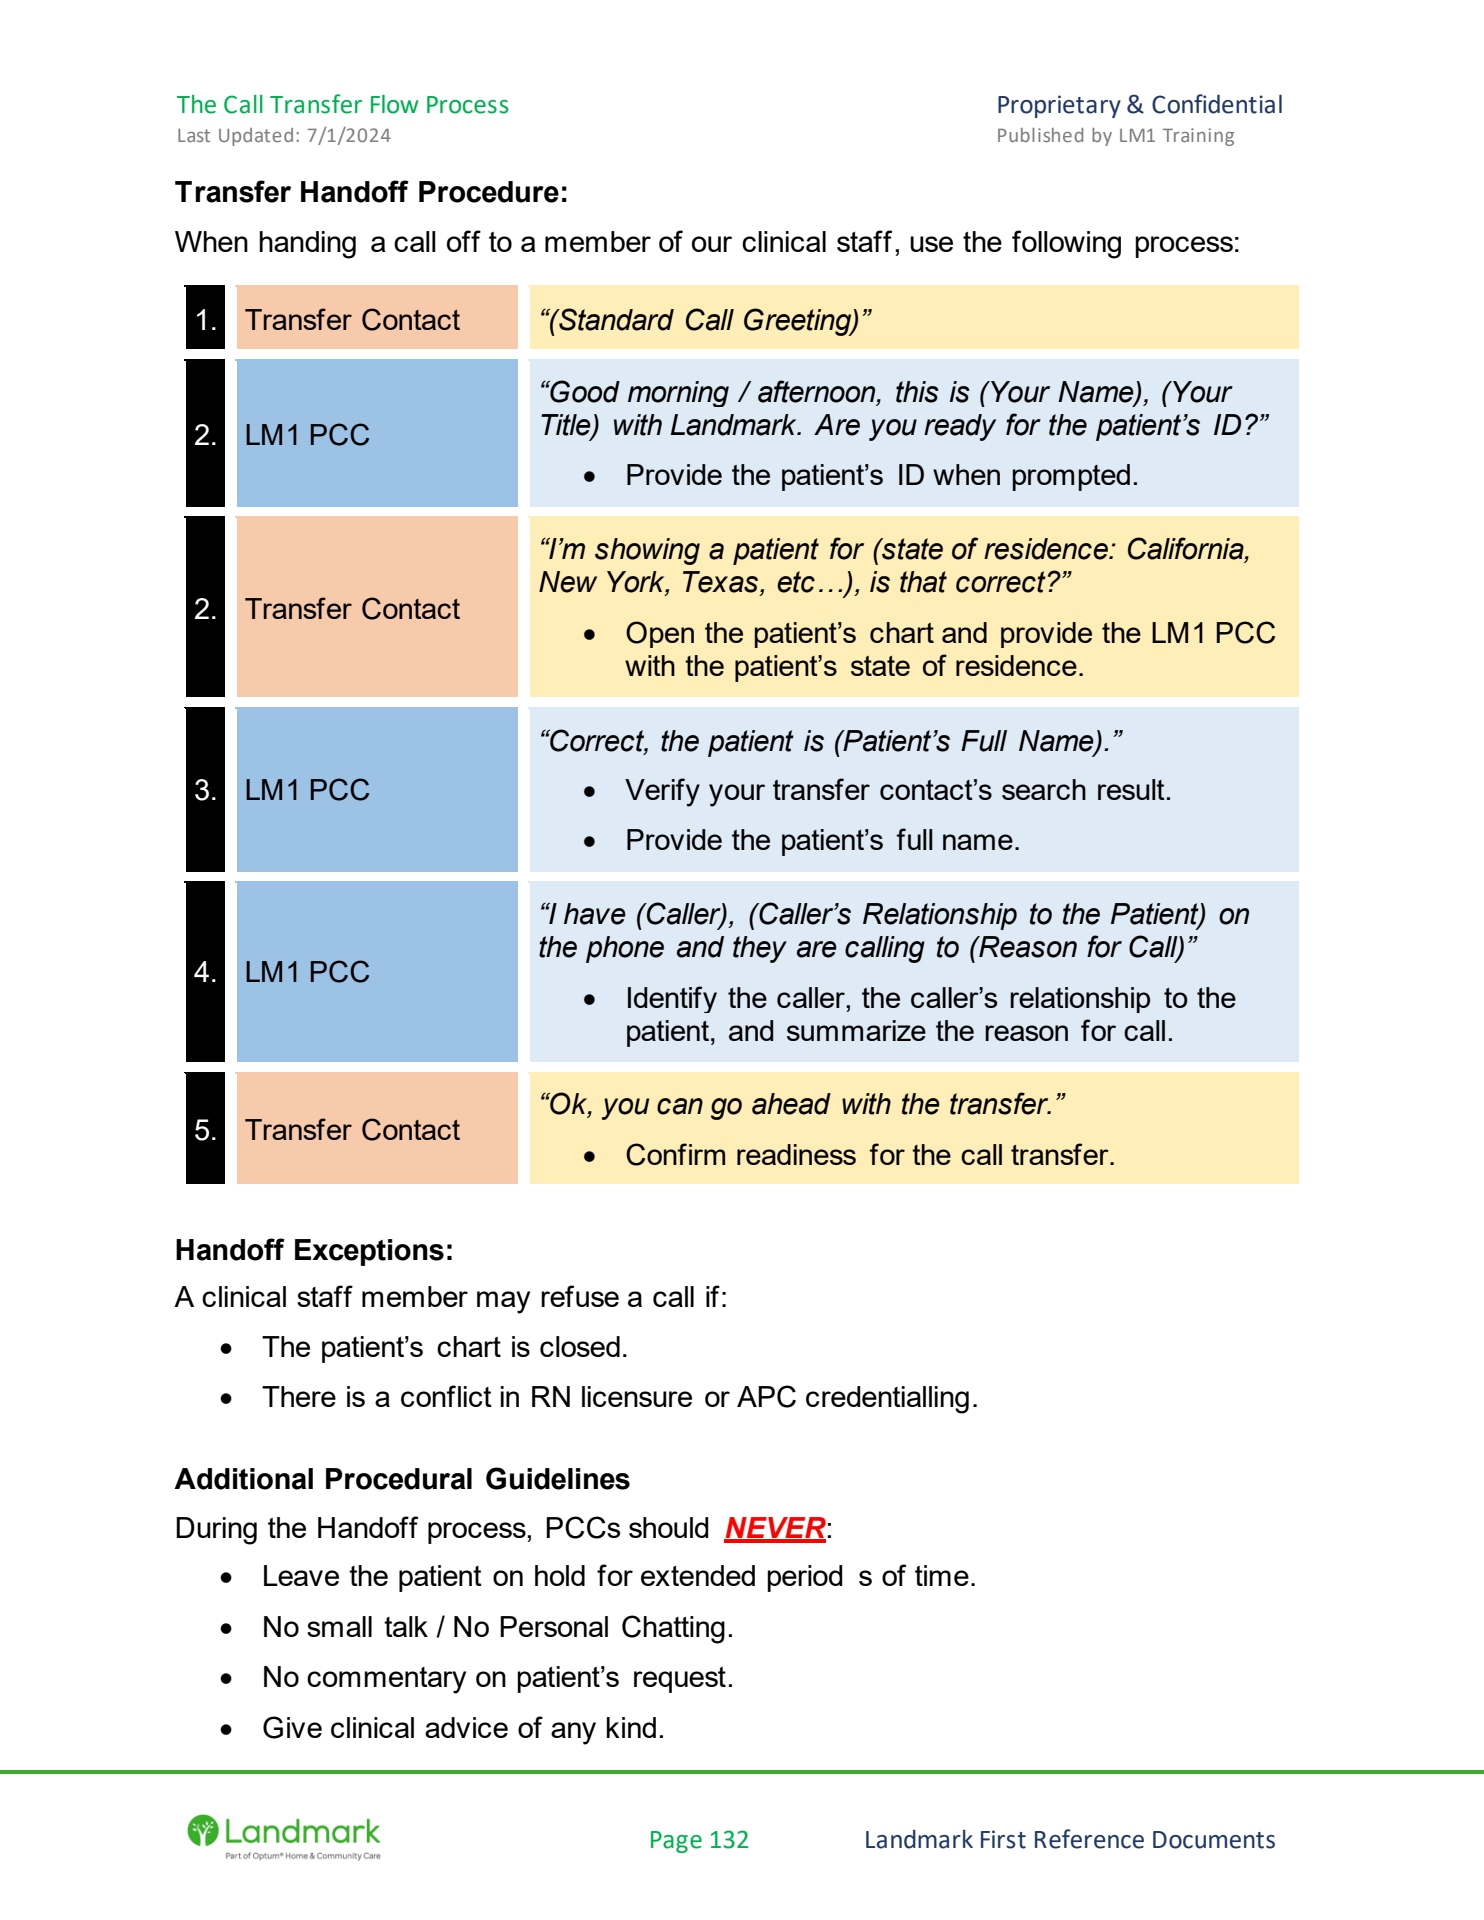 The Call Transfer Flow Process
Proprietary & Confidential
Last Updated: 7/1/2024
Published by LM1 Training
Transfer Handoff Procedure:
When handing a call off to a member of our clinical staff, use the following process:
1. Transfer Contact
“(Standard Call Greeting)”
2. LM1 PCC
“Good morning / afternoon, this is (Your Name), (Your
Title) with Landmark. Are you ready for the patient’s ID?”
• Provide the patient’s ID when prompted.
2. Transfer Contact
“I’m showing a patient for (state of residence: California,
New York, Texas, etc…), is that correct?”
• Open the patient’s chart and provide the LM1 PCC
with the patient’s state of residence.
3. LM1 PCC
“Correct, the patient is (Patient’s Full Name).”
• Verify your transfer contact’s search result.
• Provide the patient’s full name.
4. LM1 PCC
“I have (Caller), (Caller’s Relationship to the Patient) on
the phone and they are calling to (Reason for Call)”
• Identify the caller, the caller’s relationship to the
patient, and summarize the reason for call.
5. Transfer Contact
“Ok, you can go ahead with the transfer.”
• Confirm readiness for the call transfer.
Handoff Exceptions:
A clinical staff member may refuse a call if:
• The patient’s chart is closed.
• There is a conflict in RN licensure or APC credentialling.
Additional Procedural Guidelines
During the Handoff process, PCCs should NEVER:
• Leave the patient on hold for extended period s of time.
• No small talk / No Personal Chatting.
• No commentary on patient’s request.
• Give clinical advice of any kind.
Landmark
Part of Optum® Home & Community Care
Page 132
Landmark First Reference Documents